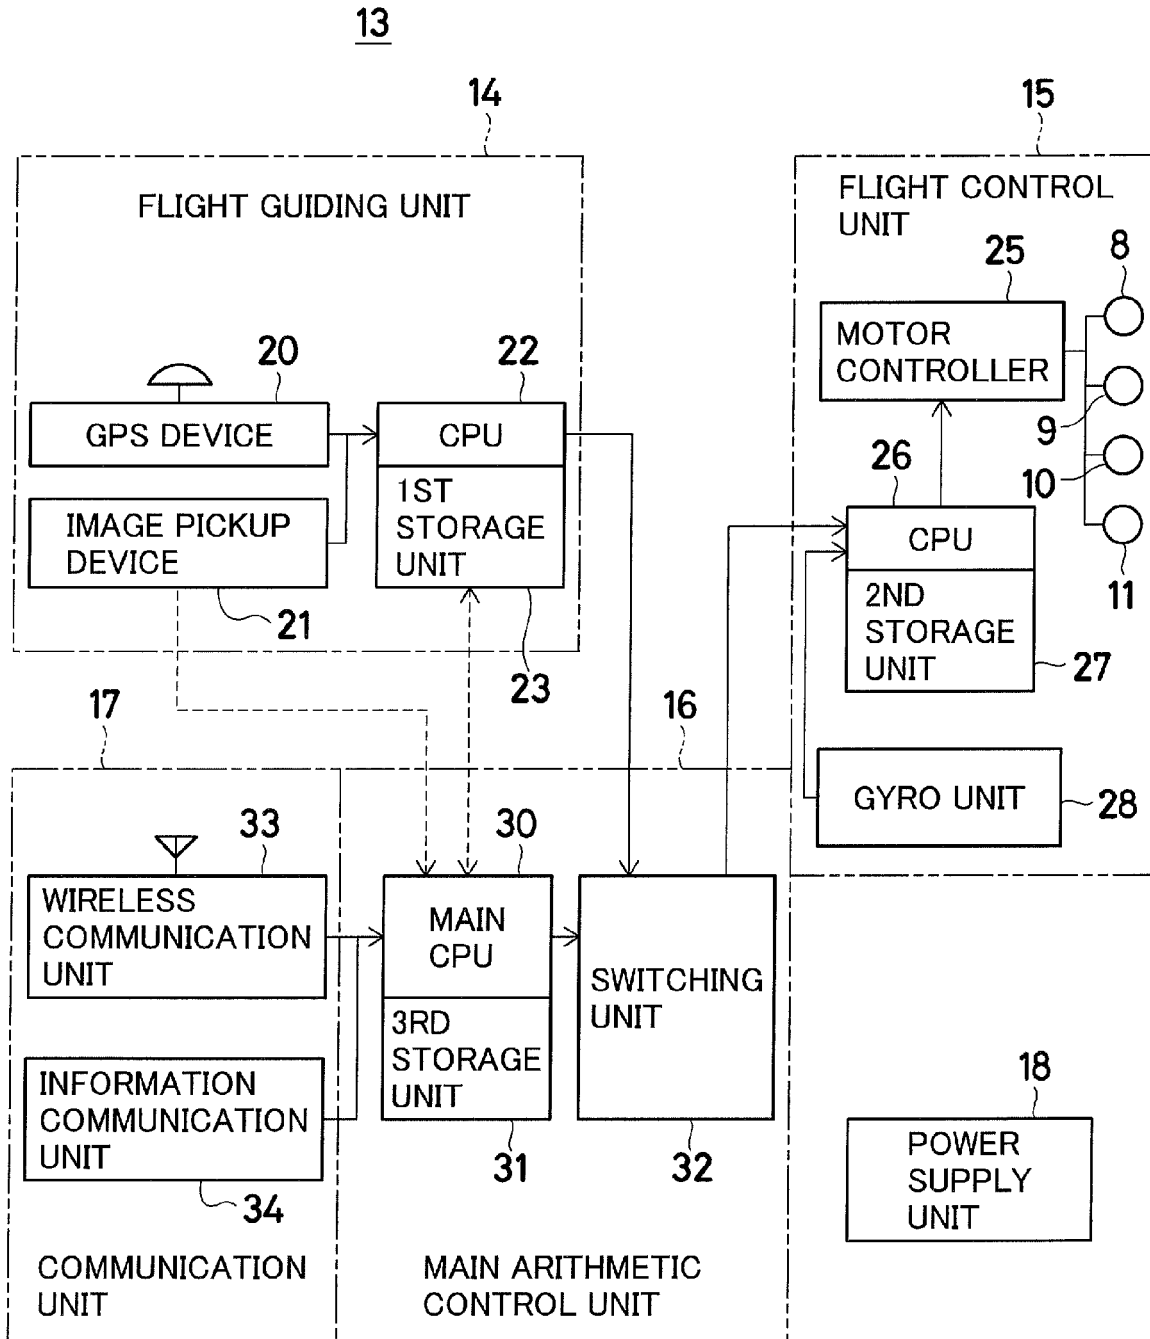 13
14
15
FLIGHT GUIDING UNIT
FLIGHT CONTROL
UNIT
25
8
MOTOR
CONTROLLER
9
10
11
20
22
GPS DEVICE
CPU
IMAGE PICKUP
DEVICE
1ST
STORAGE
UNIT
21
23
26
CPU
2ND
STORAGE
UNIT
27
17
16
GYRO UNIT
28
33
30
WIRELESS
COMMUNICATION
UNIT
MAIN
CPU
SWITCHING
UNIT
3RD
STORAGE
UNIT
INFORMATION
COMMUNICATION
UNIT
34
31
32
18
POWER
SUPPLY
UNIT
COMMUNICATION
UNIT
MAIN ARITHMETIC
CONTROL UNIT